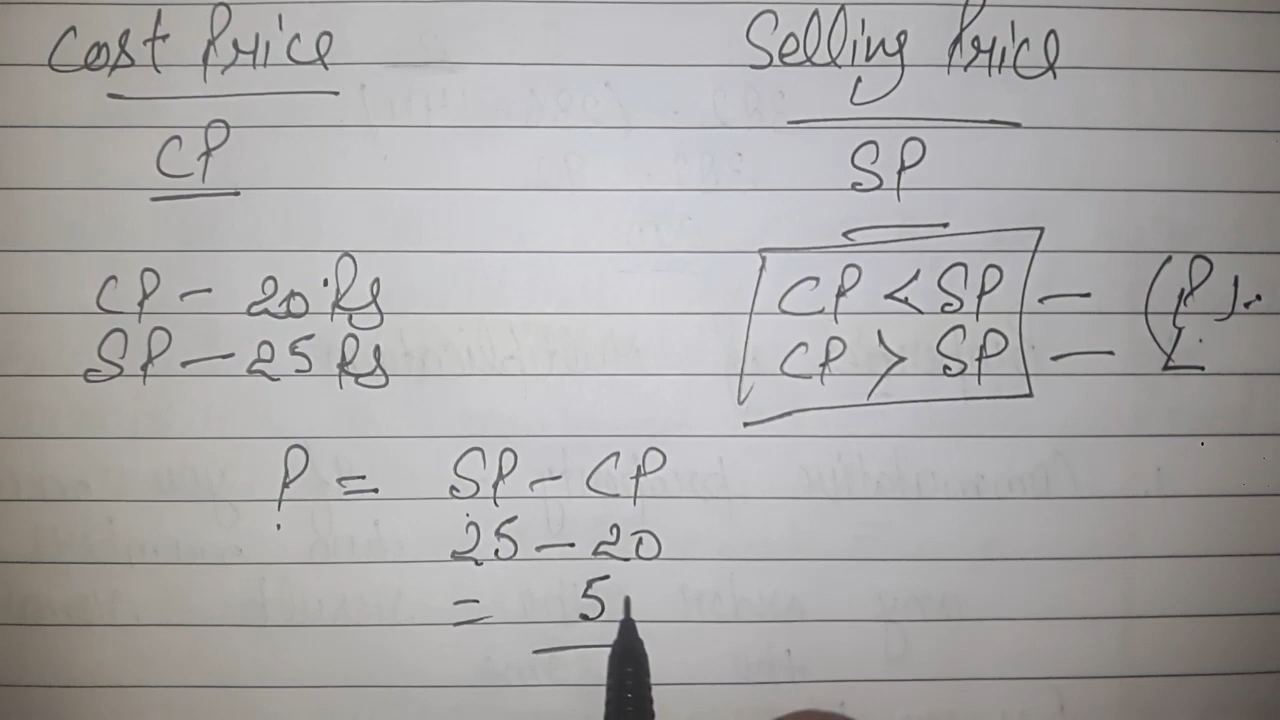 Cost Price
Selling Price
CP
SP
CP - 20 Rs
SP - 25 Rs
CP < SP - (P).
CP > SP - L
P = SP - CP
25 - 20
= 5